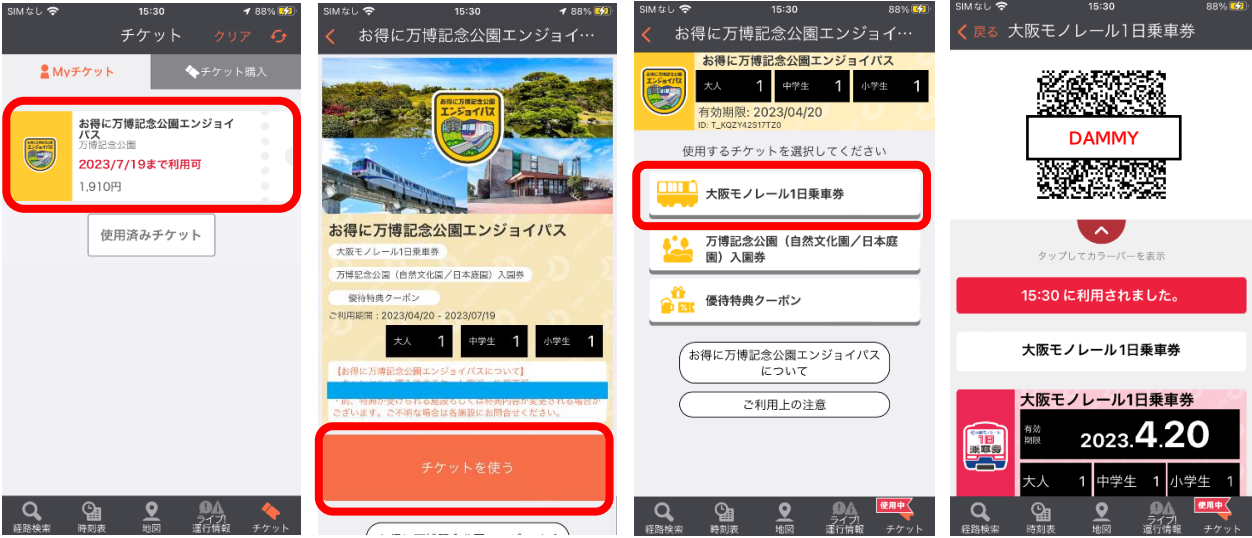 SIMなし 15:30 88%
チケット クリア
Myチケット
チケット購入
お得に万博記念公園エンジョイ
パス
万博記念公園
2023/7/19まで利用可
1,910円
使用済みチケット
経路検索
時刻表
地図
ライブ!
運行情報
チケット
SIMなし 15:30 88%
お得に万博記念公園エンジョイ…
お得に万博記念公園
エンジョイパス
お得に万博記念公園エンジョイパス
大阪モノレール1日乗車券
万博記念公園(自然文化園/日本庭園)入園券
優待特典クーポン
ご利用期間:2023/04/20 - 2023/07/19
大人 1 中学生 1 小学生 1
【お得に万博記念公園エンジョイパスについて】
ございます。ご不明な場合は各施設にお問合せください。
チケットを使う
SIMなし 15:30 88%
お得に万博記念公園エンジョイ…
お得に万博記念公園エンジョイパス
大人 1 中学生 1 小学生 1
有効期限: 2023/04/20
ID: T_KQZY42S17TZ0
使用するチケットを選択してください
大阪モノレール1日乗車券
万博記念公園(自然文化園/日本庭
園)入園券
優待特典クーポン
お得に万博記念公園エンジョイパス
について
ご利用上の注意
使用中
経路検索
時刻表
地図
ライブ!
運行情報
チケット
SIMなし 15:30 88%
戻る 大阪モノレール1日乗車券
DAMMY
タップしてカラーバーを表示
15:30 に利用されました。
大阪モノレール1日乗車券
大阪モノレール1日乗車券
有効
期限
2023.4.20
1日
乗車券
大人 1 中学生 1 小学生 1
使用中
経路検索
時刻表
地図
ライブ!
運行情報
チケット